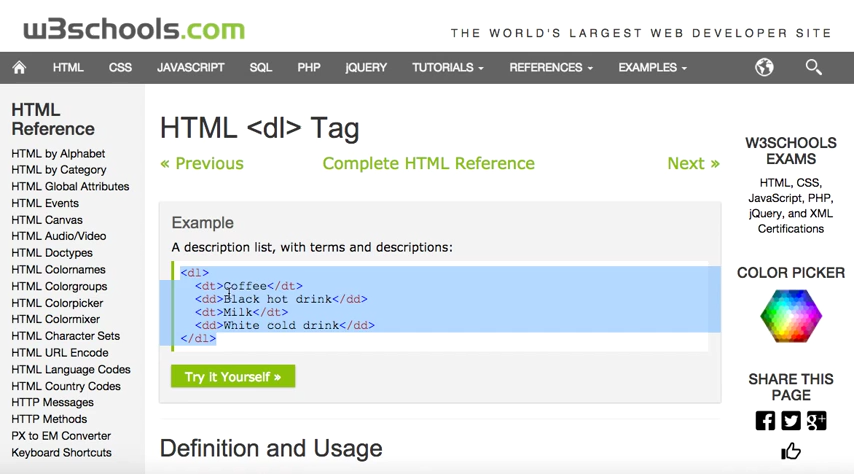 w3schools.com
THE WORLD'S LARGEST WEB DEVELOPER SITE
HTML CSS JAVASCRIPT SQL PHP jQUERY TUTORIALS REFERENCES EXAMPLES
HTML
Reference
HTML by Alphabet
HTML by Category
HTML Global Attributes
HTML Events
HTML Canvas
HTML Audio/Video
HTML Doctypes
HTML Colornames
HTML Colorgroups
HTML Colorpicker
HTML Colormixer
HTML Character Sets
HTML URL Encode
HTML Language Codes
HTML Country Codes
HTTP Messages
HTTP Methods
PX to EM Converter
Keyboard Shortcuts
HTML <dl> Tag
« Previous Complete HTML Reference Next »
Example
A description list, with terms and descriptions:
<dl>
<dt>Coffee</dt>
<dd>Black hot drink</dd>
<dt>Milk</dt>
<dd>White cold drink</dd>
</dl>
Try it Yourself »
Definition and Usage
W3SCHOOLS
EXAMS
HTML, CSS,
JavaScript, PHP,
jQuery, and XML
Certifications
COLOR PICKER
SHARE THIS
PAGE